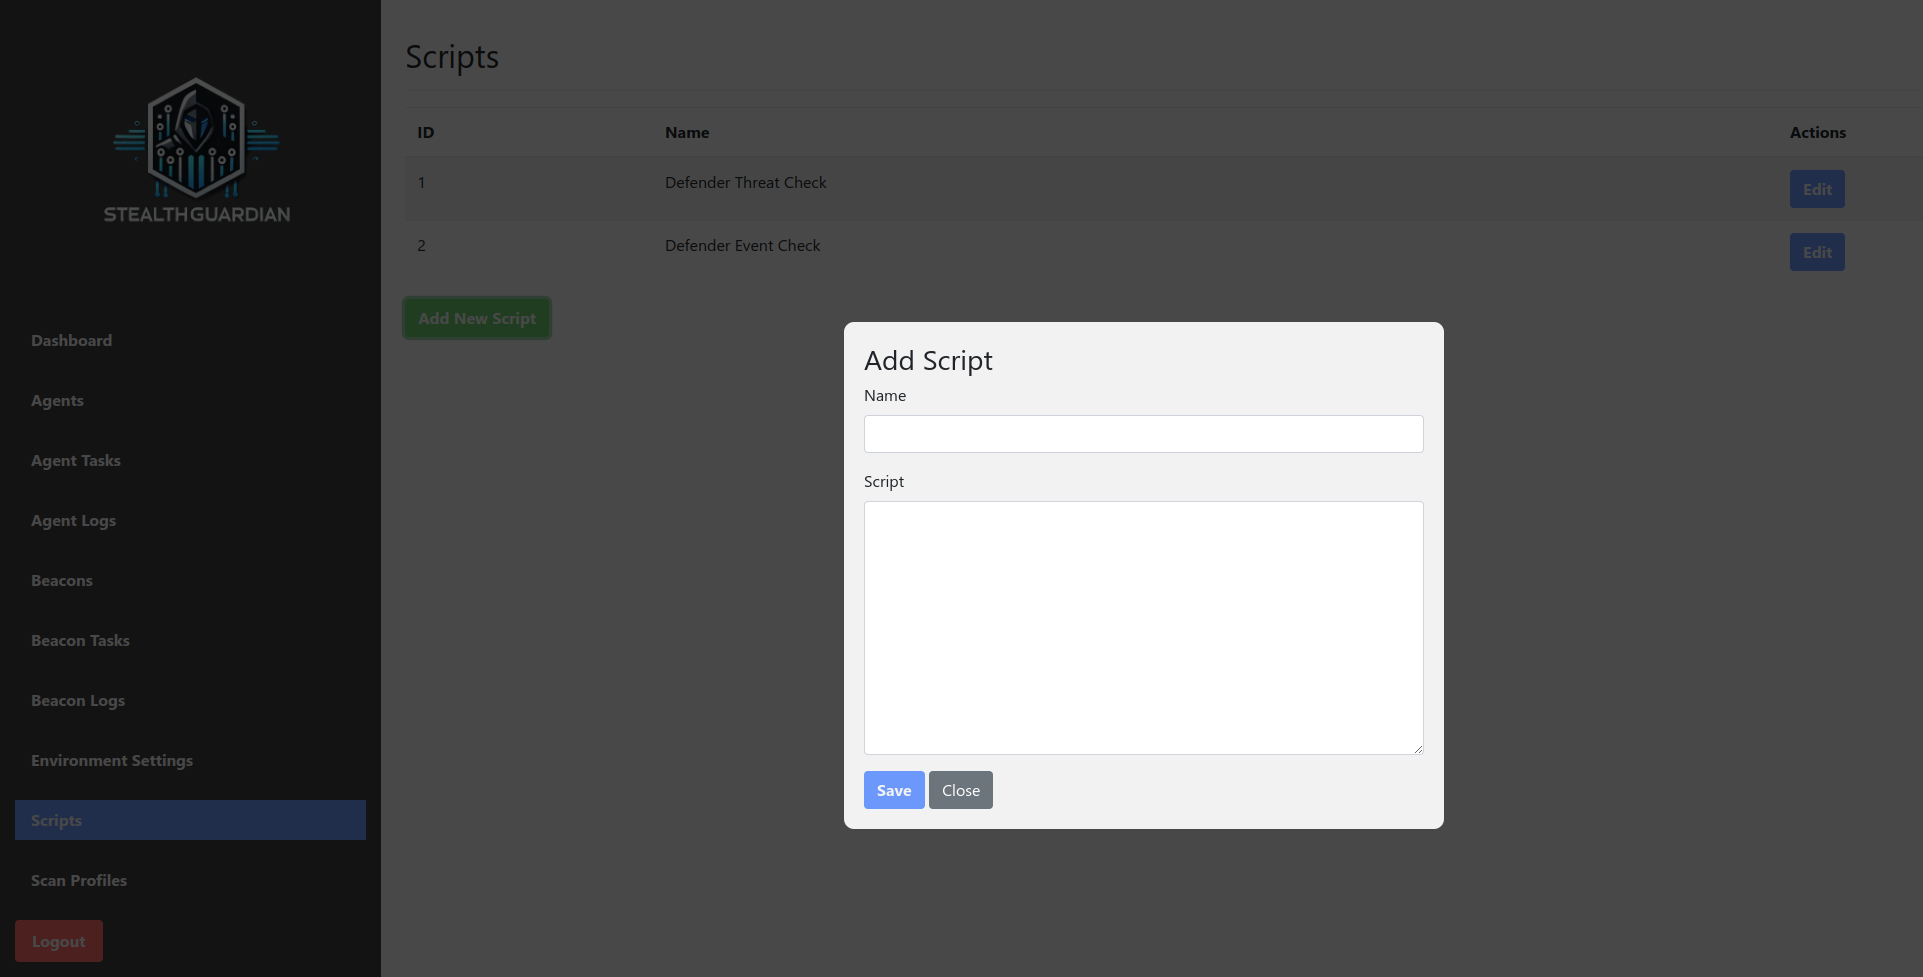 STEALTHGUARDIAN
Dashboard
Agents
Agent Tasks
Agent Logs
Beacons
Beacon Tasks
Beacon Logs
Environment Settings
Scripts
Scan Profiles
Logout
Scripts
ID Name Actions
1 Defender Threat Check Edit
2 Defender Event Check Edit
Add New Script
Add Script
Name
Script
Save Close